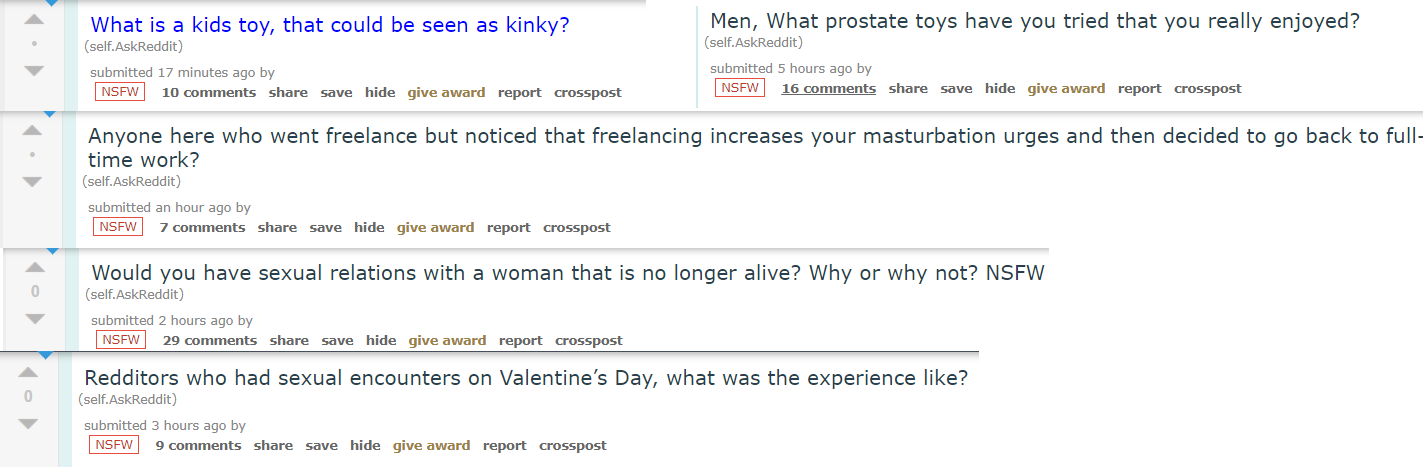 What is a kids toy, that could be seen as kinky?
(self.AskReddit)
submitted 17 minutes ago by
NSFW 10 comments share save hide give award report crosspost
Men, What prostate toys have you tried that you really enjoyed?
(self.AskReddit)
submitted 5 hours ago by
NSFW 16 comments share save hide give award report crosspost
Anyone here who went freelance but noticed that freelancing increases your masturbation urges and then decided to go back to full-
time work?
(self.AskReddit)
submitted an hour ago by
NSFW 7 comments share save hide give award report crosspost
Would you have sexual relations with a woman that is no longer alive? Why or why not? NSFW
(self.AskReddit)
0
submitted 2 hours ago by
NSFW 29 comments share save hide give award report crosspost
Redditors who had sexual encounters on Valentine’s Day, what was the experience like?
(self.AskReddit)
0
submitted 3 hours ago by
NSFW 9 comments share save hide give award report crosspost